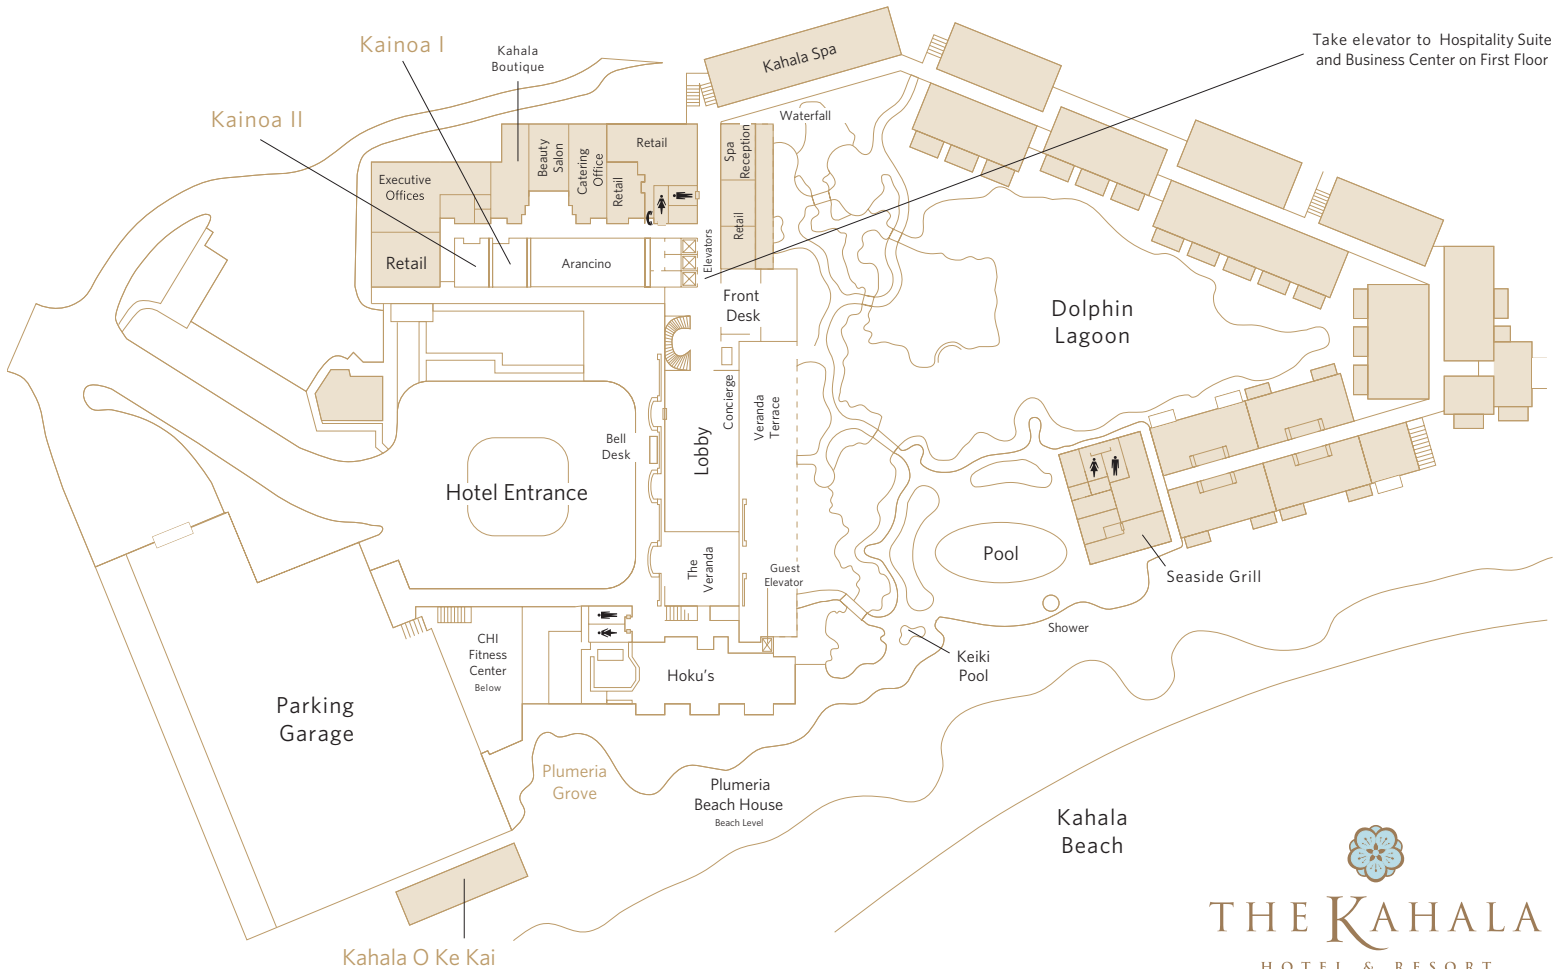 Kainoa I
Kahala
Boutique
Kahala Spa
Take elevator to Hospitality Suite
and Business Center on First Floor
Kainoa II
Waterfall
Beauty
Salon
Catering
Office
Retail
Retail
Spa
Reception
Executive
Offices
Retail
Retail
Arancino
Elevators
Front
Desk
Dolphin
Lagoon
Concierge
Veranda
Terrace
Bell
Desk
Lobby
Hotel Entrance
The
Veranda
Guest
Elevator
Pool
Seaside Grill
Shower
Keiki
Pool
CHI
Fitness
Center
Below
Hoku's
Parking
Garage
Plumeria
Grove
Plumeria
Beach House
Beach Level
Kahala
Beach
Kahala O Ke Kai
THE KAHALA
HOTEL & RESORT